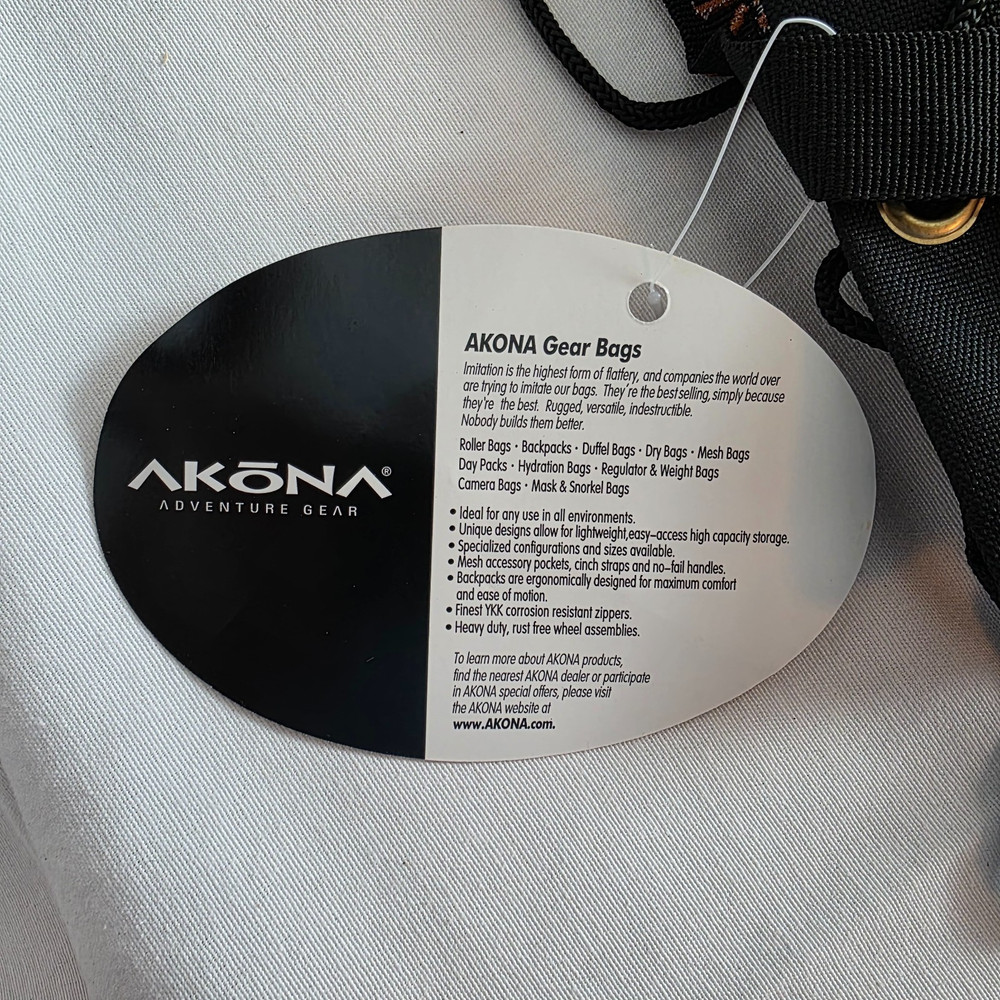 AKŌNA®
ADVENTURE GEAR
AKONA Gear Bags
Imitation is the highest form of flattery, and companies the world over
are trying to imitate our bags. They're the best selling, simply because
they're the best. Rugged, versatile, indestructible.
Nobody builds them better.
Roller Bags · Backpacks · Duffel Bags · Dry Bags · Mesh Bags
Day Packs · Hydration Bags · Regulator & Weight Bags
Camera Bags · Mask & Snorkel Bags
• Ideal for any use in all environments.
• Unique designs allow for lightweight,easy–access high capacity storage.
• Specialized configurations and sizes available.
• Mesh accessory pockets, cinch straps and no–fail handles.
• Backpacks are ergonomically designed for maximum comfort
and ease of motion.
• Finest YKK corrosion resistant zippers.
• Heavy duty, rust free wheel assemblies.
To learn more about AKONA products,
find the nearest AKONA dealer or participate
in AKONA special offers, please visit
the AKONA website at
www.AKONA.com.